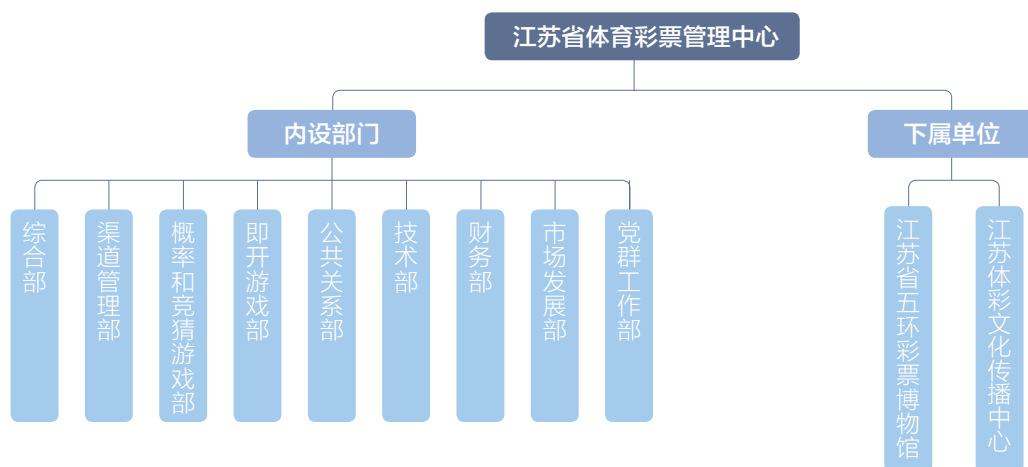 江苏省体育彩票管理中心
内设部门
下属单位
综合部
渠道管理部
概率和竞猜游戏部
即开游戏部
公共关系部
技术部
财务部
市场发展部
党群工作部
江苏省五环彩票博物馆
江苏体彩文化传播中心